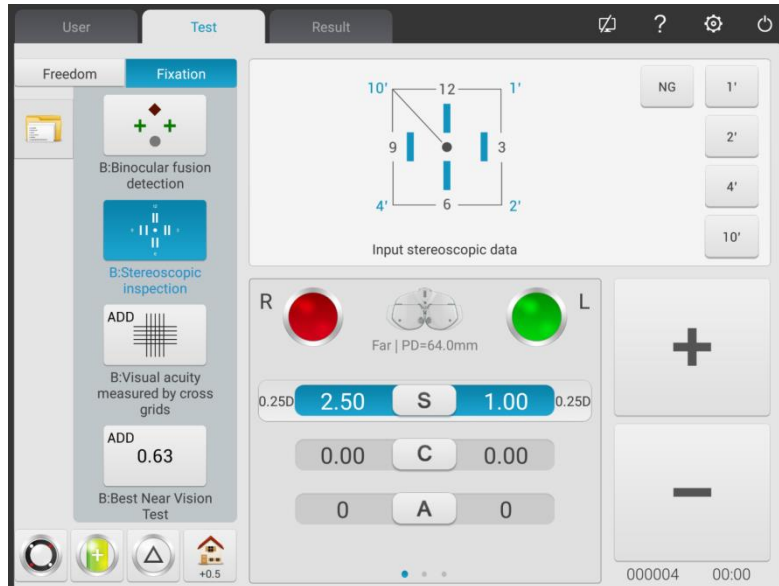 User
Test
Result
?
Freedom
Fixation
B:Binocular fusion
detection
B:Stereoscopic
inspection
ADD
B:Visual acuity
measured by cross
grids
ADD
0.63
B:Best Near Vision
Test
+0.5
10' 12 1'
9 3
4' 6 2'
Input stereoscopic data
NG 1'
2'
4'
10'
R L
Far | PD=64.0mm
0.25D 2.50 S 1.00 0.25D
0.00 C 0.00
0 A 0
+
−
000004 00:00